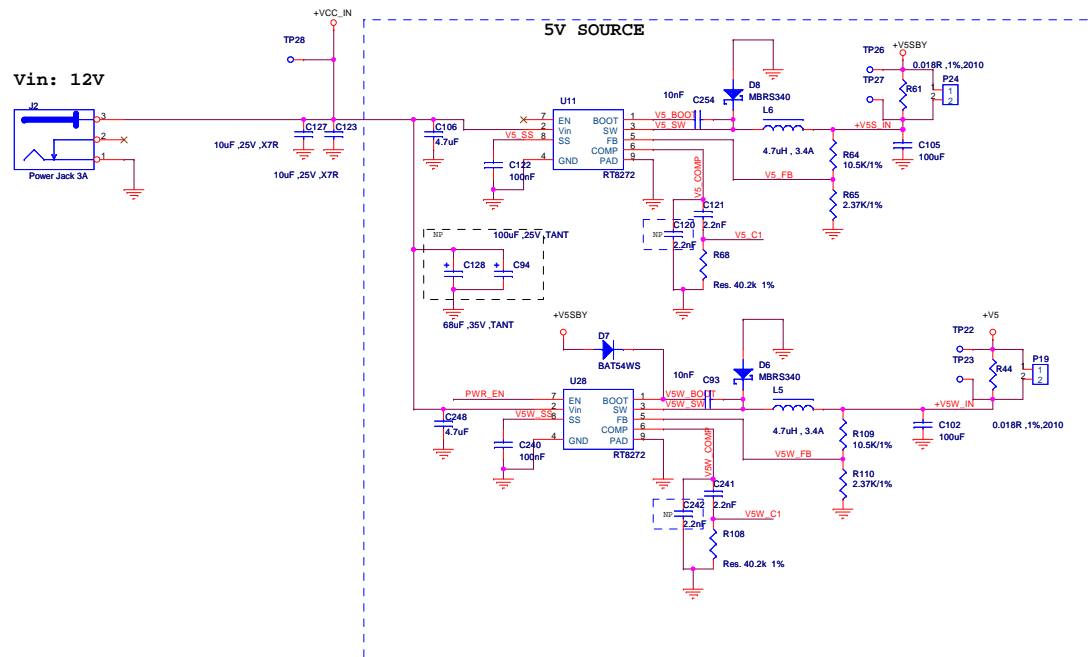 5V SOURCE
+VCC_IN
TP28
Vin: 12V
J2
3
2
1
Power Jack 3A
C127
C123
10uF ,25V ,X7R
10uF ,25V ,X7R
C106
4.7uF
V5_SS
C122
100nF
U11
7
2
8
4
EN
Vin
SS
GND
BOOT
SW
FB
COMP
PAD
1
3
5
6
9
RT8272
V5_BOOT
V5_SW
10nF
C254
D8
MBRS340
L6
4.7uH , 3.4A
V5_COMP
V5_FB
C121
2.2nF
NP
C120
2.2nF
V5_C1
R68
Res. 40.2k 1%
R64
10.5K/1%
R65
2.37K/1%
+V5S_IN
+V5SBY
TP26
TP27
0.018R ,1%,2010
R61
P24
1
2
C105
100uF
NP
100uF ,25V ,TANT
C128
C94
68uF ,35V ,TANT
+V5SBY
D7
BAT54WS
PWR_EN
C248
4.7uF
V5W_SS
C240
100nF
U28
7
2
8
4
EN
Vin
SS
GND
BOOT
SW
FB
COMP
PAD
1
3
5
6
9
RT8272
V5W_BOOT
V5W_SW
10nF
C93
D6
MBRS340
L5
4.7uH , 3.4A
V5W_COMP
V5W_FB
C241
2.2nF
NP
C242
2.2nF
V5W_C1
R108
Res. 40.2k 1%
R109
10.5K/1%
R110
2.37K/1%
+V5W_IN
+V5
TP22
TP23
R44
P19
1
2
C102
100uF
0.018R ,1%,2010